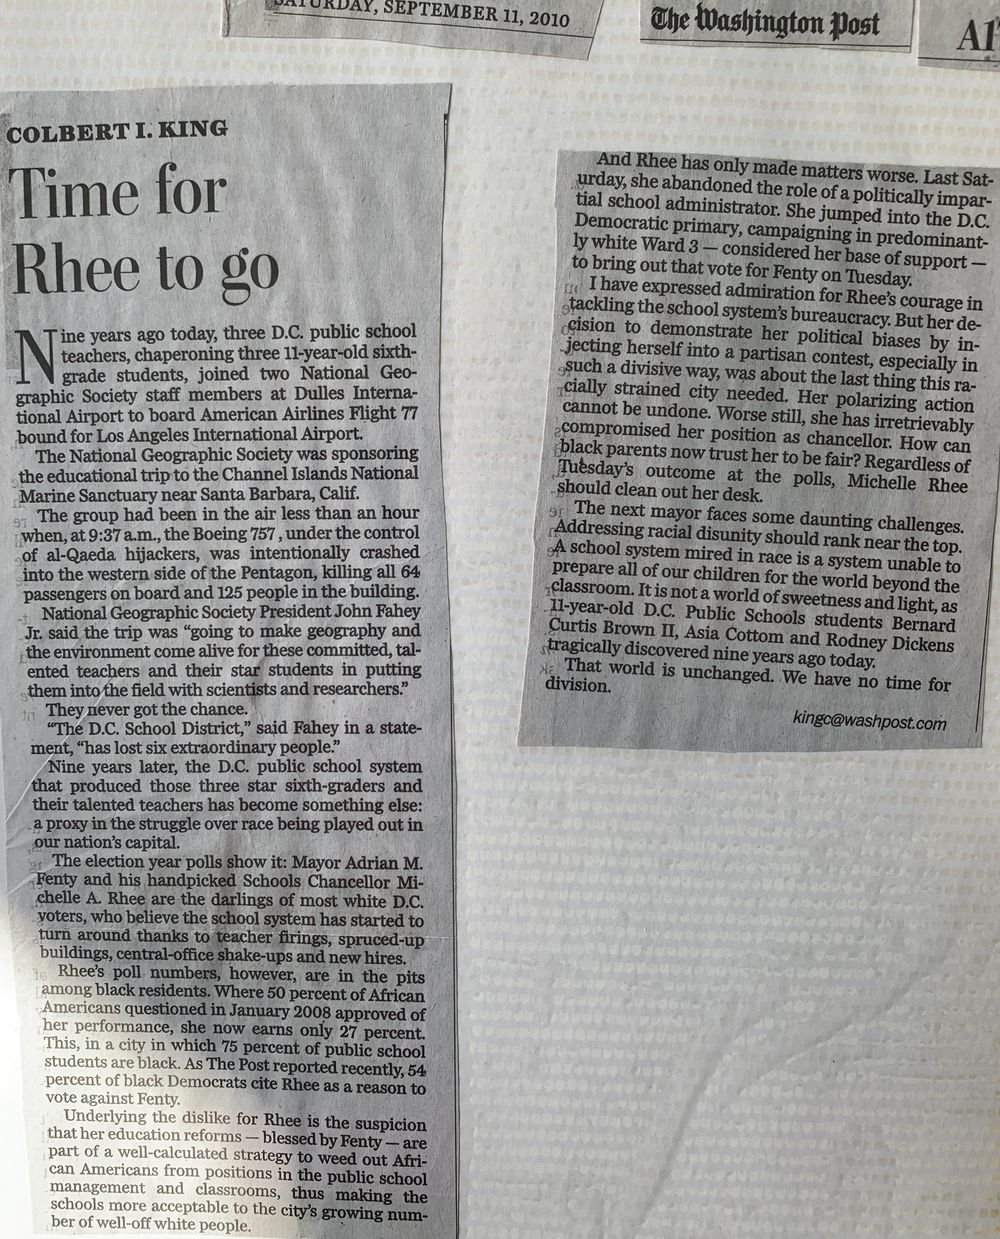 SATURDAY, SEPTEMBER 11, 2010
The Washington Post
COLBERT I. KING
Time for
Rhee to go
Nine years ago today, three D.C. public school
teachers, chaperoning three 11-year-old sixth-
grade students, joined two National Geo-
graphic Society staff members at Dulles Interna-
tional Airport to board American Airlines Flight 77
bound for Los Angeles International Airport.
The National Geographic Society was sponsoring
the educational trip to the Channel Islands National
Marine Sanctuary near Santa Barbara, Calif.
The group had been in the air less than an hour
when, at 9:37 a.m., the Boeing 757, under the control
of al-Qaeda hijackers, was intentionally crashed
into the western side of the Pentagon, killing all 64
passengers on board and 125 people in the building.
National Geographic Society President John Fahey
Jr. said the trip was “going to make geography and
the environment come alive for these committed, tal-
ented teachers and their star students in putting
them into the field with scientists and researchers.”
They never got the chance.
“The D.C. School District,” said Fahey in a state-
ment, “has lost six extraordinary people.”
Nine years later, the D.C. public school system
that produced those three star sixth-graders and
their talented teachers has become something else:
a proxy in the struggle over race being played out in
our nation’s capital.
The election year polls show it: Mayor Adrian M.
Fenty and his handpicked Schools Chancellor Mi-
chelle A. Rhee are the darlings of most white D.C.
voters, who believe the school system has started to
turn around thanks to teacher firings, spruced-up
buildings, central-office shake-ups and new hires.
Rhee’s poll numbers, however, are in the pits
among black residents. Where 50 percent of African
Americans questioned in January 2008 approved of
her performance, she now earns only 27 percent.
This, in a city in which 75 percent of public school
students are black. As The Post reported recently, 54
percent of black Democrats cite Rhee as a reason to
vote against Fenty.
Underlying the dislike for Rhee is the suspicion
that her education reforms — blessed by Fenty — are
part of a well-calculated strategy to weed out Afri-
can Americans from positions in the public school
management and classrooms, thus making the
schools more acceptable to the city’s growing num-
ber of well-off white people.
And Rhee has only made matters worse. Last Sat-
urday, she abandoned the role of a politically impar-
tial school administrator. She jumped into the D.C.
Democratic primary, campaigning in predominant-
ly white Ward 3 — considered her base of support —
to bring out that vote for Fenty on Tuesday.
I have expressed admiration for Rhee’s courage in
tackling the school system’s bureaucracy. But her de-
cision to demonstrate her political biases by in-
jecting herself into a partisan contest, especially in
such a divisive way, was about the last thing this ra-
cially strained city needed. Her polarizing action
cannot be undone. Worse still, she has irretrievably
compromised her position as chancellor. How can
black parents now trust her to be fair? Regardless of
Tuesday’s outcome at the polls, Michelle Rhee
should clean out her desk.
The next mayor faces some daunting challenges.
Addressing racial disunity should rank near the top.
A school system mired in race is a system unable to
prepare all of our children for the world beyond the
classroom. It is not a world of sweetness and light, as
11-year-old D.C. Public Schools students Bernard
Curtis Brown II, Asia Cottom and Rodney Dickens
tragically discovered nine years ago today.
That world is unchanged. We have no time for
division.
kingc@washpost.com